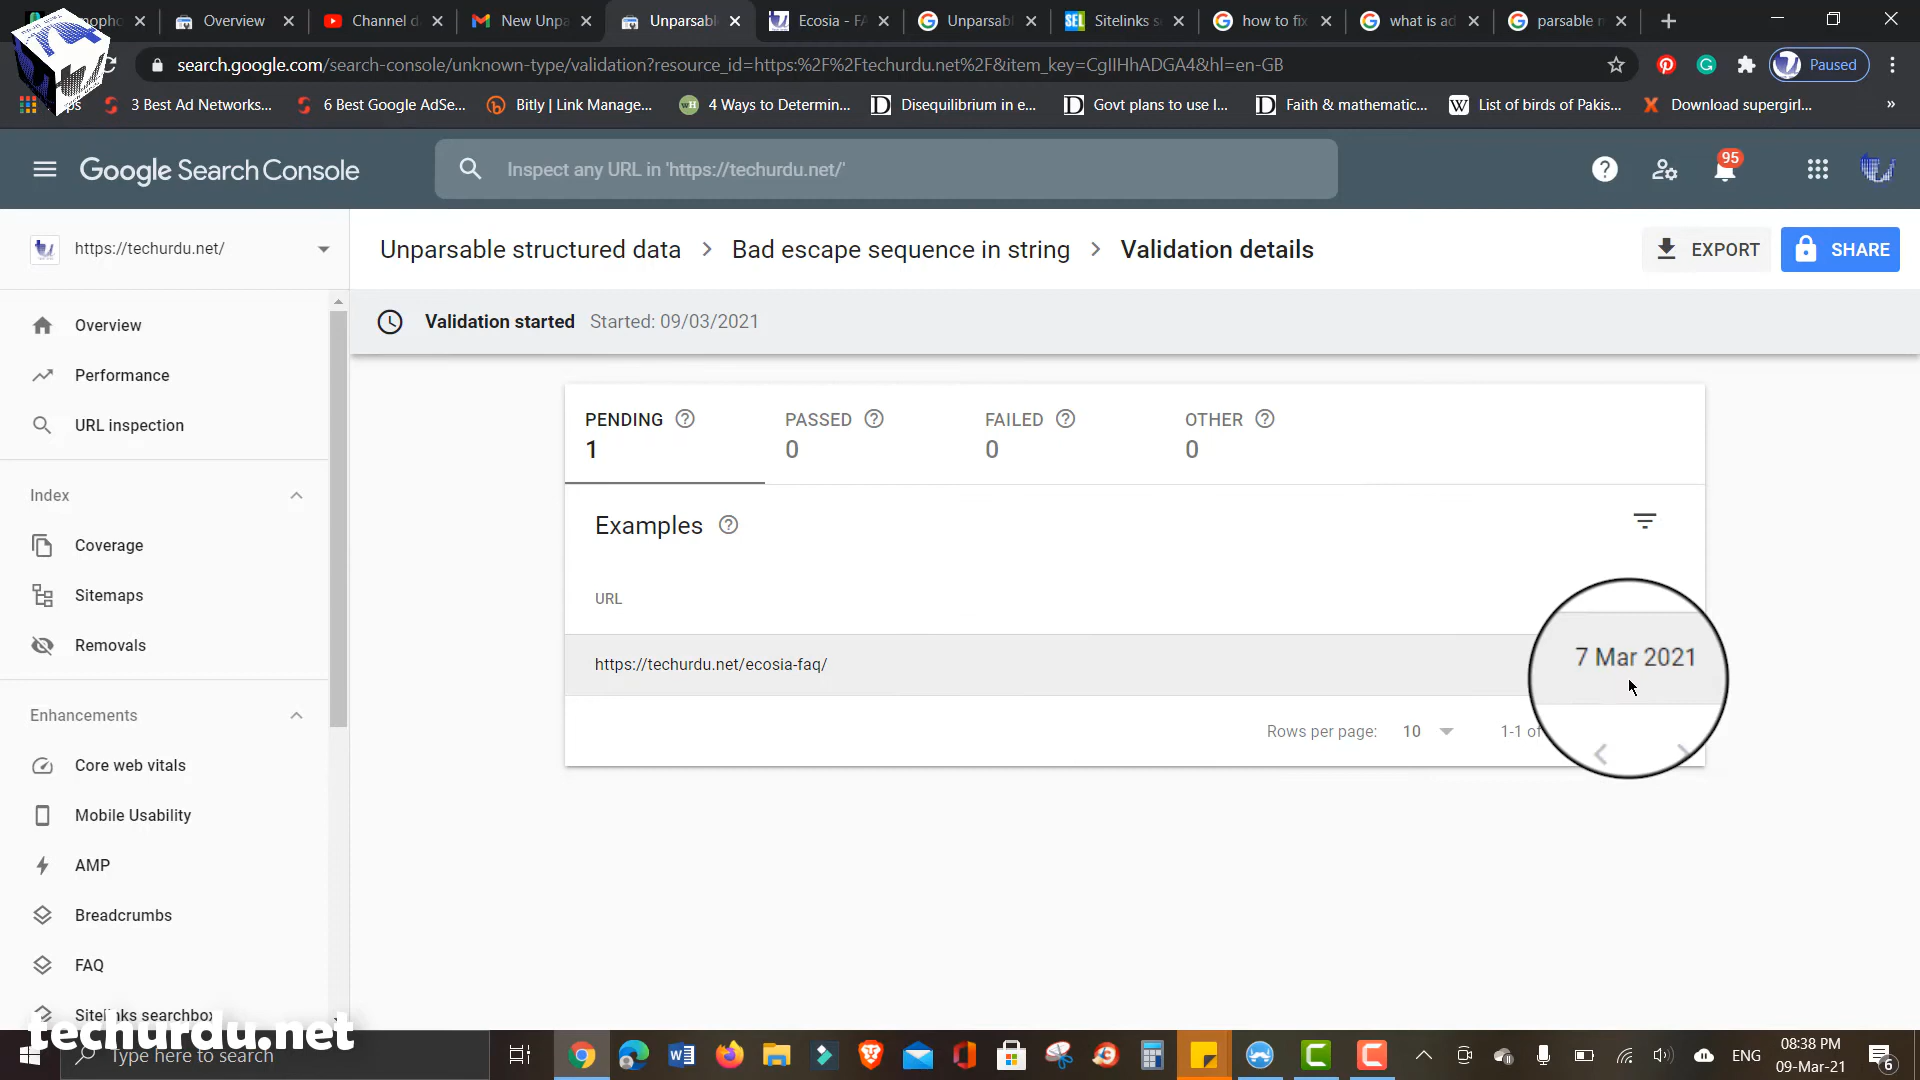 Overview
Channel d
New Unpa
Unparsabl
Ecosia - FA
Unparsabl
Sitelinks s
how to fix
what is ad
parsable m
search.google.com/search-console/unknown-type/validation?resource_id=https:%2F%2Ftechurdu.net%2F&item_key=CgIIHhADGA4&hl=en-GB
Paused
3 Best Ad Networks...
6 Best Google AdSe...
Bitly | Link Manage...
4 Ways to Determin...
Disequilibrium in e...
Govt plans to use I...
Faith & mathematic...
List of birds of Pakis...
Download supergirl...
Google Search Console
Inspect any URL in 'https://techurdu.net/'
95
https://techurdu.net/
Unparsable structured data > Bad escape sequence in string > Validation details
EXPORT
SHARE
Validation started Started: 09/03/2021
Overview
Performance
URL inspection
Index
Coverage
Sitemaps
Removals
Enhancements
Core web vitals
Mobile Usability
AMP
Breadcrumbs
FAQ
Sitelinks searchbox
PENDING
1
PASSED
0
FAILED
0
OTHER
0
Examples
URL
https://techurdu.net/ecosia-faq/
7 Mar 2021
Rows per page: 10
1-1 of
techurdu.net
Type here to search
ENG
08:38 PM
09-Mar-21
6